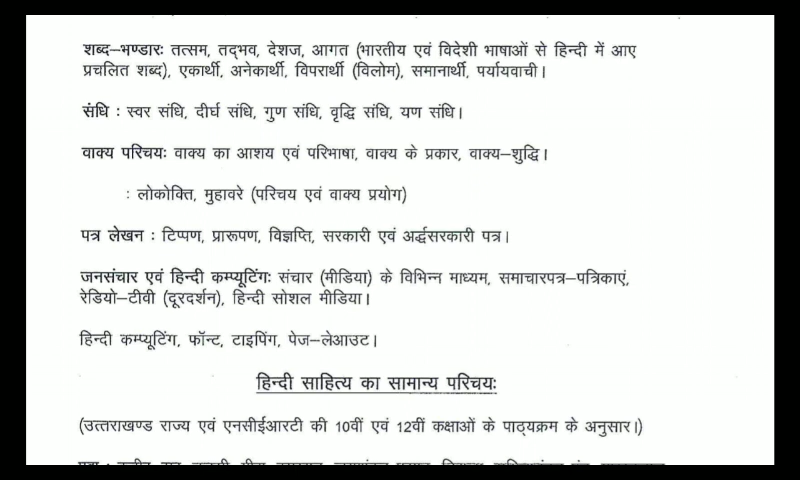 शब्द–भण्डारः तत्सम, तद्भव, देशज, आगत (भारतीय एवं विदेशी भाषाओं से हिन्दी में आए
प्रचलित शब्द), एकार्थी, अनेकार्थी, विपरार्थी (विलोम), समानार्थी, पर्यायवाची।
संधि : स्वर संधि, दीर्घ संधि, गुण संधि, वृद्धि संधि, यण संधि।
वाक्य परिचयः वाक्य का आशय एवं परिभाषा, वाक्य के प्रकार, वाक्य–शुद्धि।
: लोकोक्ति, मुहावरे (परिचय एवं वाक्य प्रयोग)
पत्र लेखन : टिप्पण, प्रारूपण, विज्ञप्ति, सरकारी एवं अर्द्धसरकारी पत्र।
जनसंचार एवं हिन्दी कम्प्यूटिंगः संचार (मीडिया) के विभिन्न माध्यम, समाचारपत्र–पत्रिकाएं,
रेडियो–टीवी (दूरदर्शन), हिन्दी सोशल मीडिया।
हिन्दी कम्प्यूटिंग, फॉन्ट, टाइपिंग, पेज–लेआउट।
हिन्दी साहित्य का सामान्य परिचयः
(उत्तराखण्ड राज्य एवं एनसीईआरटी की 10वीं एवं 12वीं कक्षाओं के पाठ्यक्रम के अनुसार।)